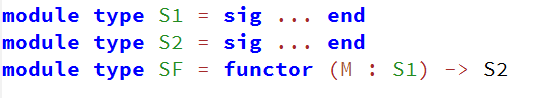 module type S1 = sig ... end
module type S2 = sig ... end
module type SF = functor (M : S1) -> S2